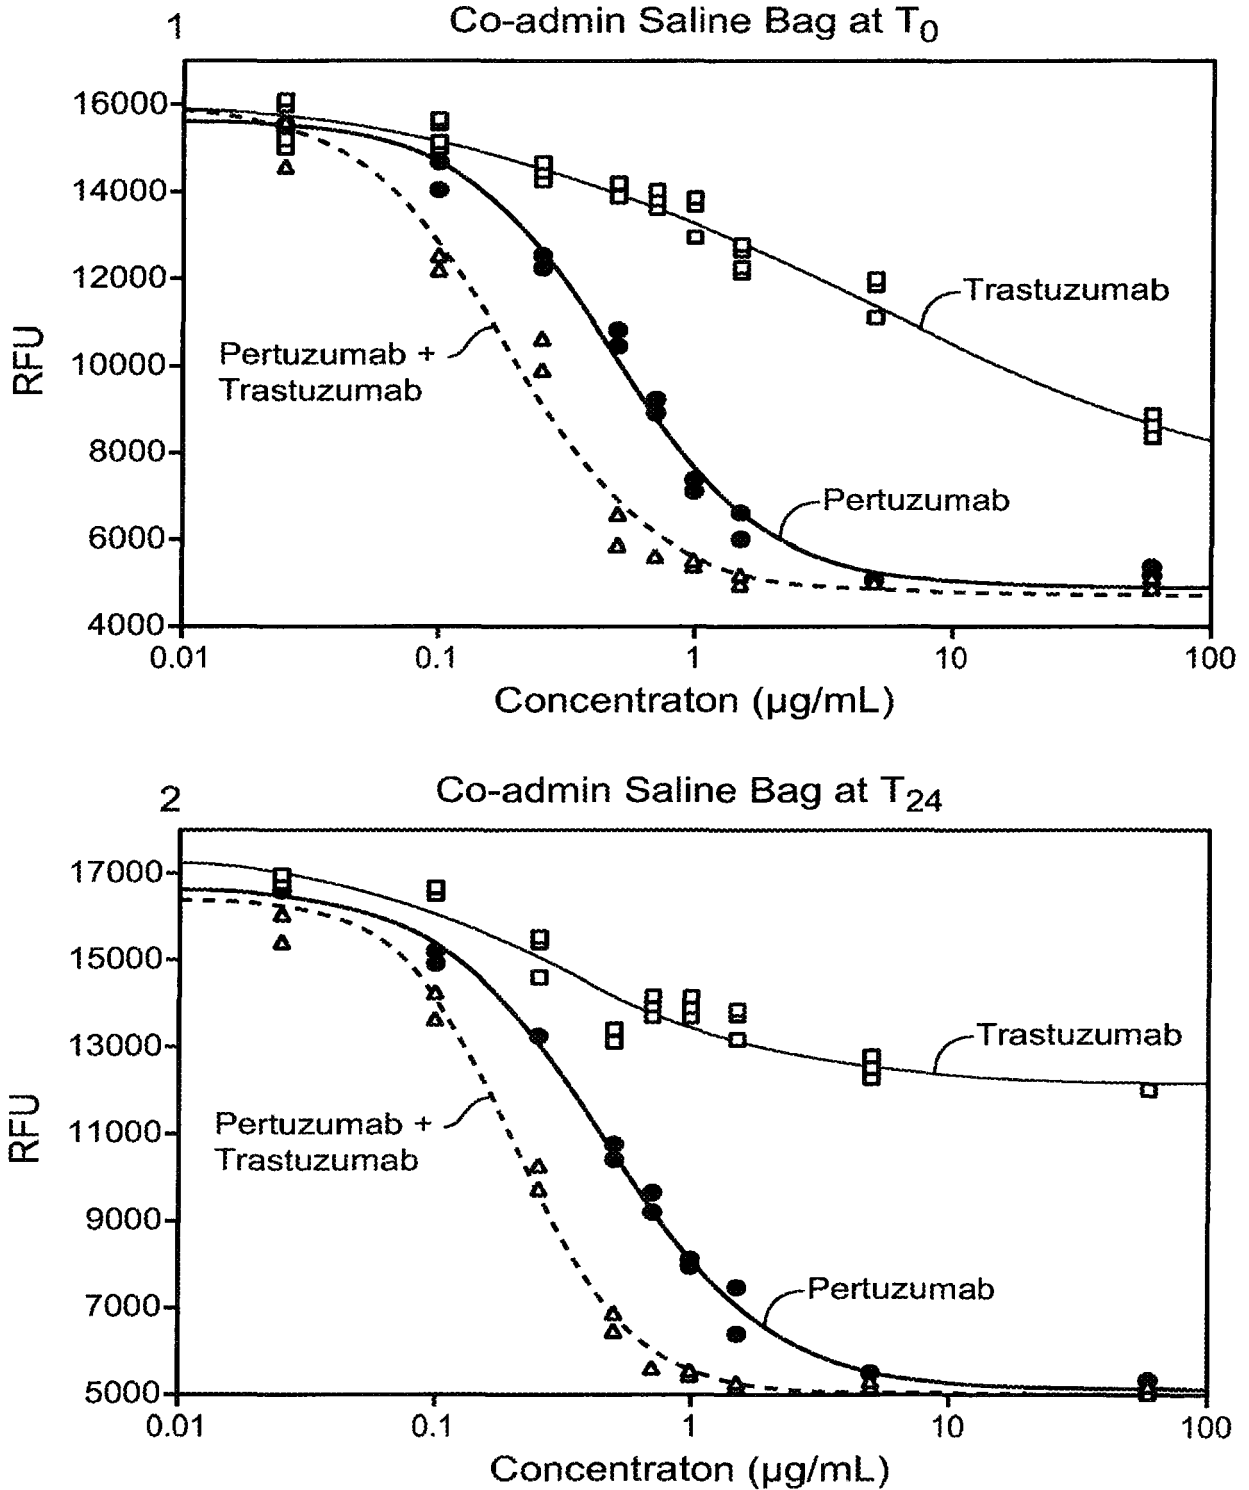 1
Co-admin Saline Bag at T0
16000
14000
12000
10000
8000
6000
4000
RFU
Trastuzumab
Pertuzumab +
Trastuzumab
Pertuzumab
0.01
0.1
1
10
100
Concentraton (µg/mL)
2
Co-admin Saline Bag at T24
17000
15000
13000
11000
9000
7000
5000
RFU
Trastuzumab
Pertuzumab +
Trastuzumab
Pertuzumab
0.01
0.1
1
10
100
Concentraton (µg/mL)